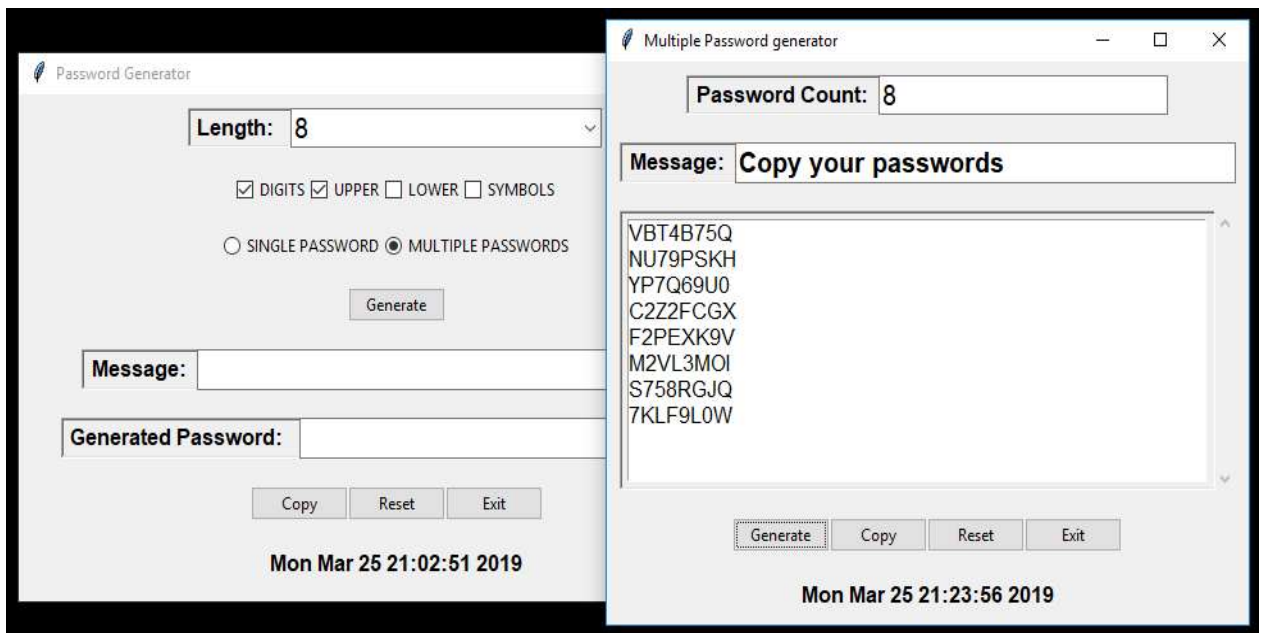 Password Generator
Length: 8
DIGITS UPPER LOWER SYMBOLS
SINGLE PASSWORD MULTIPLE PASSWORDS
Generate
Message:
Generated Password:
Copy Reset Exit
Mon Mar 25 21:02:51 2019
Multiple Password generator
Password Count: 8
Message: Copy your passwords
VBT4B75Q
NU79PSKH
YP7Q69U0
C2Z2FCGX
F2PEXK9V
M2VL3MOI
S758RGJQ
7KLF9L0W
Generate Copy Reset Exit
Mon Mar 25 21:23:56 2019